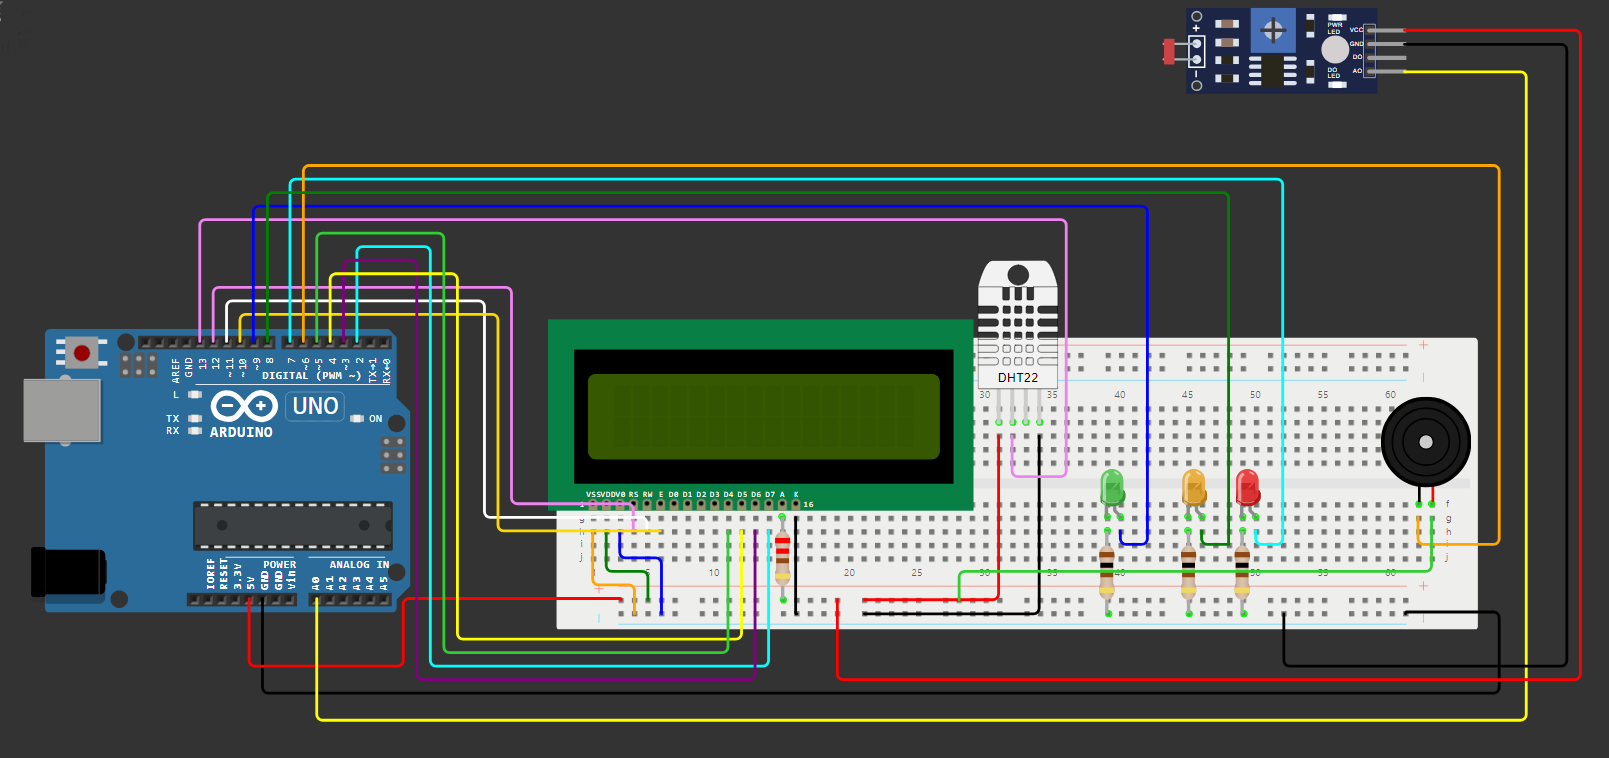 +
PWR
LED
VCC
GND
DO
DO
LED
AO
AREF
GND
13
12
~11
~10
~9
8
7
~6
~5
4
~3
2
TX→1
RX←0
DIGITAL (PWM ~)
L
TX
RX
ARDUINO
UNO
ON
IOREF
RESET
3.3V
5V
GND
GND
Vin
POWER
ANALOG IN
A0
A1
A2
A3
A4
A5
VSS VDD V0 RS RW E D0 D1 D2 D3 D4 D5 D6 D7 A K
1
16
DHT22
30 35 40 45 50 55 60
f
g
h
i
j
g
h
i
j
5 10 20 25 30 35 40 45 50 55 60